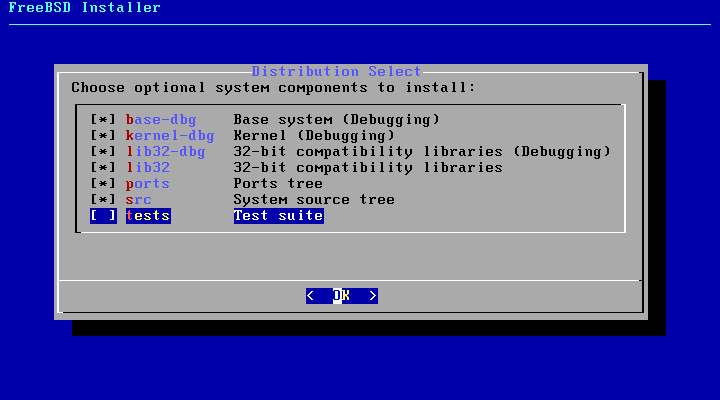 FreeBSD Installer
Distribution Select
Choose optional system components to install:
[*] base-dbg Base system (Debugging)
[*] kernel-dbg Kernel (Debugging)
[*] lib32-dbg 32-bit compatibility libraries (Debugging)
[*] lib32 32-bit compatibility libraries
[*] ports Ports tree
[*] src System source tree
[ ] tests Test suite
< OK >